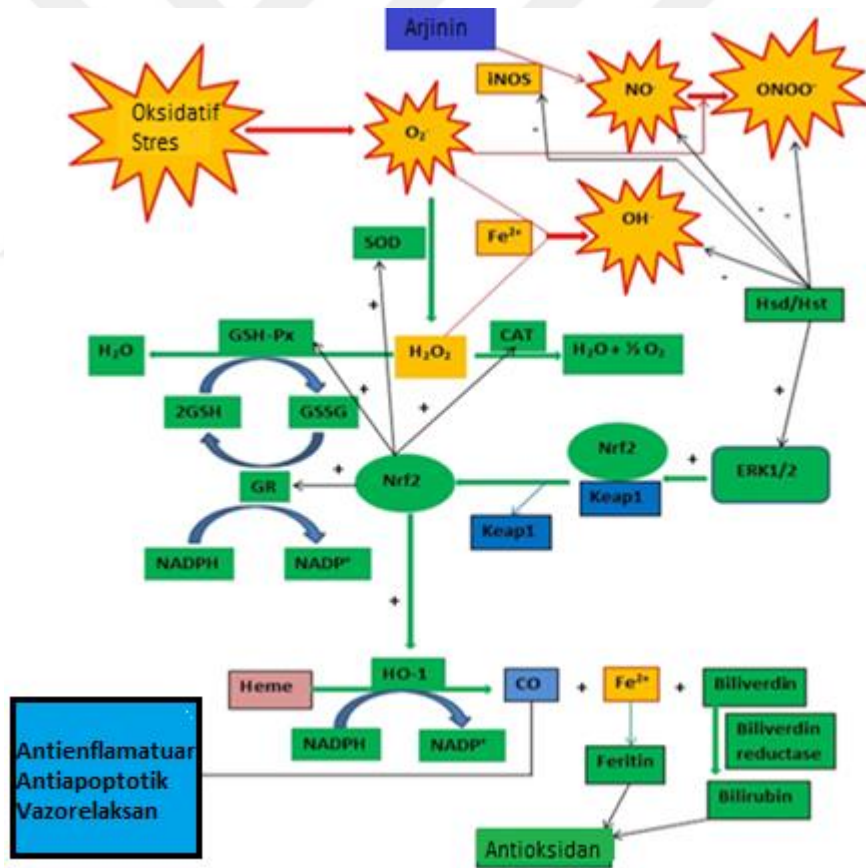 Arjinin
iNOS
NO·
ONOO⁻
Oksidatif
Stres
O₂·
-
SOD
Fe²⁺
OH·
-
-
-
Hsd/Hst
+
H₂O
GSH-Px
H₂O₂
CAT
H₂O + ½ O₂
+
+
+
2GSH
GSSG
Nrf2
Keap1
+
ERK1/2
GR
+
Nrf2
Keap1
NADPH
NADP⁺
+
Heme
HO-1
CO
+
Fe²⁺
+
Biliverdin
NADPH
NADP⁺
Biliverdin
reductase
Antienflamatuar
Antiapoptotik
Vazorelaksan
Feritin
Bilirubin
Antioksidan